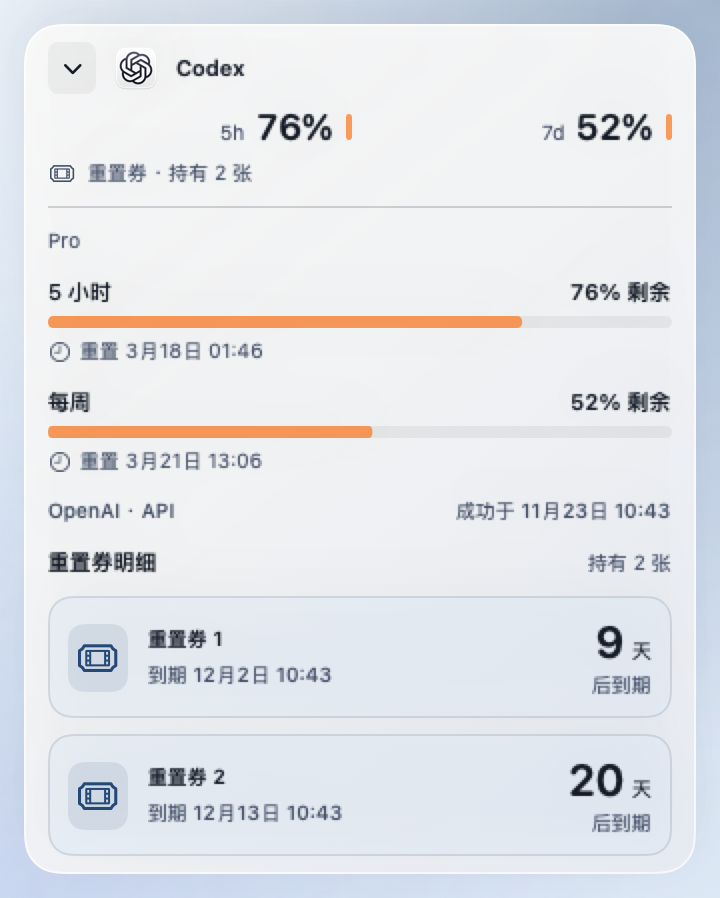 Codex
5h 76% 7d 52%
重置券 · 持有 2 张
Pro
5 小时 76% 剩余
重置 3月18日 01:46
每周 52% 剩余
重置 3月21日 13:06
OpenAI · API 成功于 11月23日 10:43
重置券明细 持有 2 张
重置券 1
到期 12月2日 10:43
9 天
后到期
重置券 2
到期 12月13日 10:43
20 天
后到期